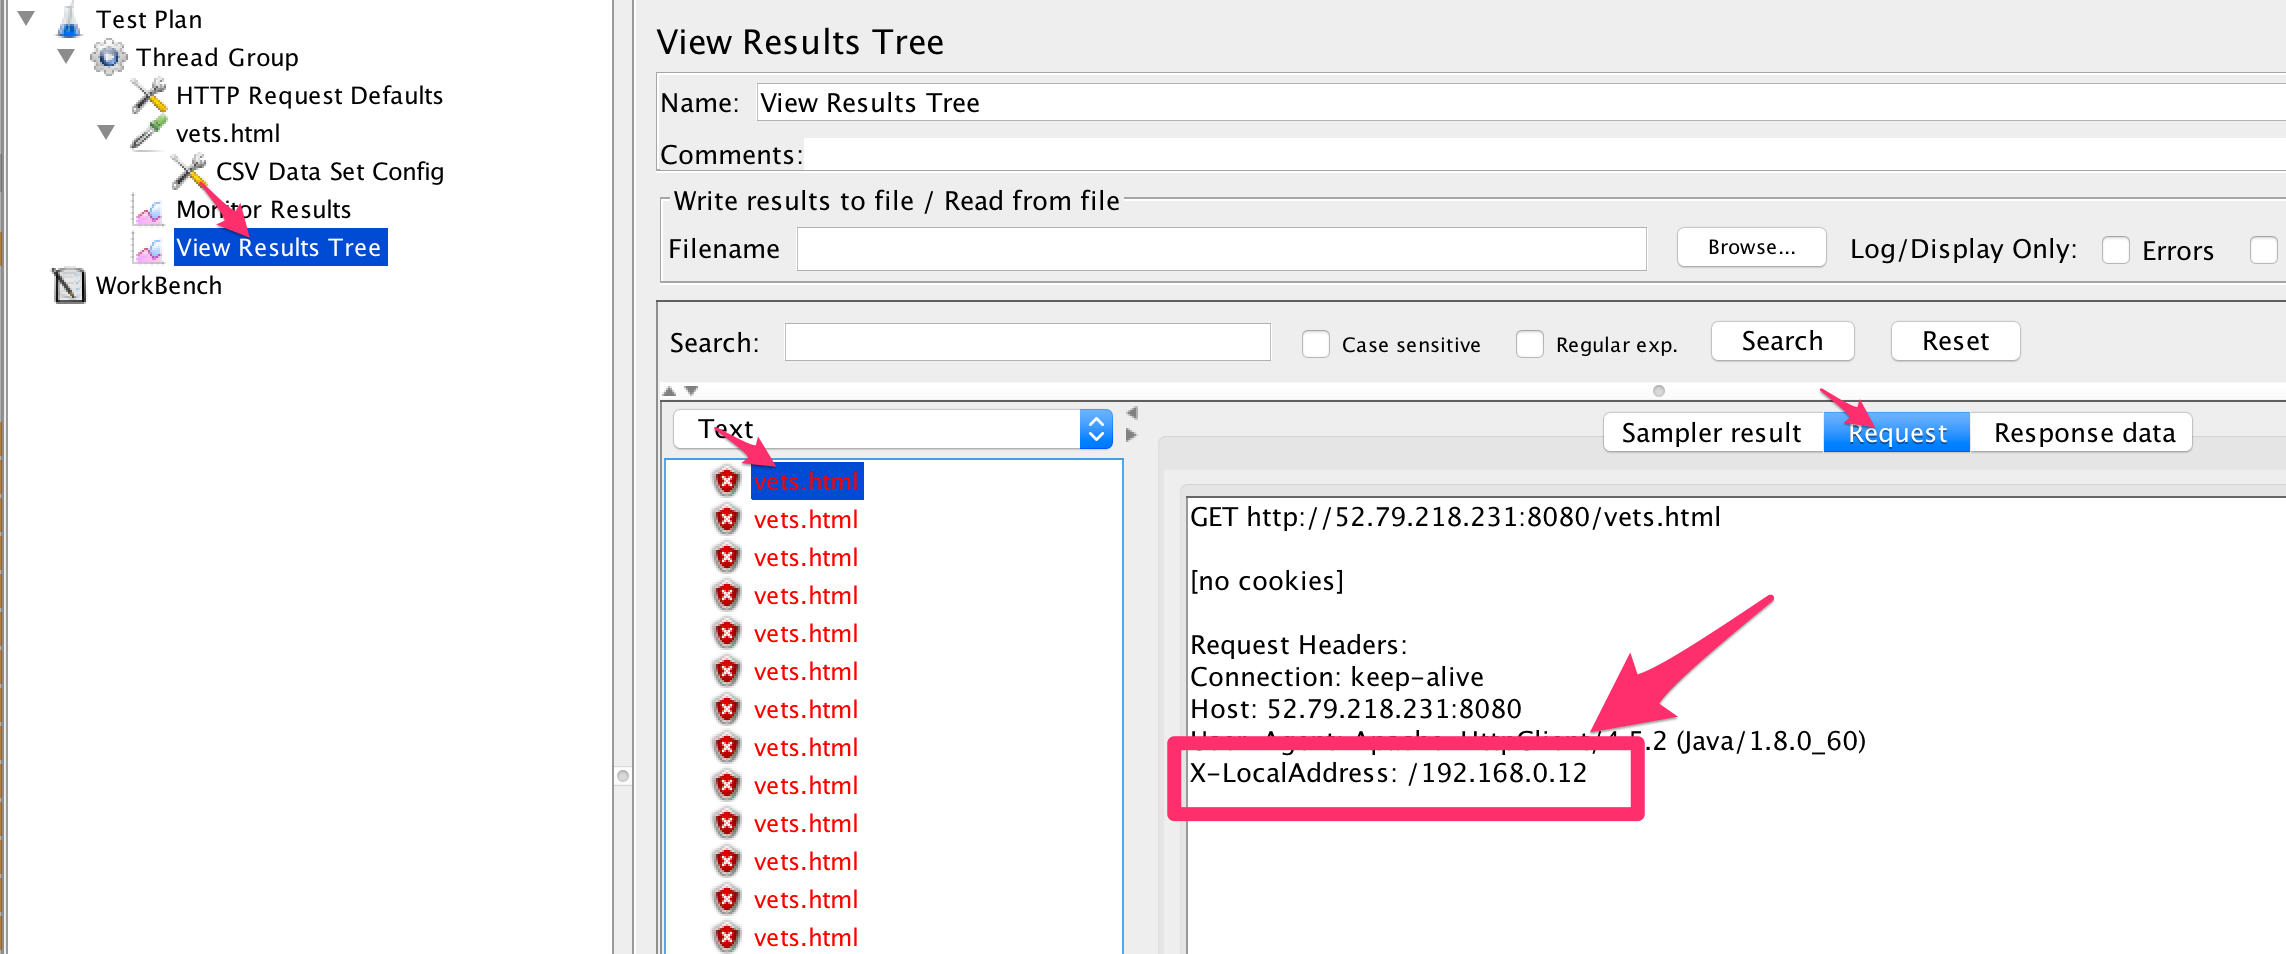 Test Plan
Thread Group
HTTP Request Defaults
vets.html
CSV Data Set Config
Monitor Results
View Results Tree
WorkBench
View Results Tree
Name: View Results Tree
Comments:
Write results to file / Read from file
Filename Browse... Log/Display Only: Errors
Search: Case sensitive Regular exp. Search Reset
Text
Sampler result Request Response data
vets.html
vets.html
vets.html
vets.html
vets.html
vets.html
vets.html
vets.html
vets.html
vets.html
vets.html
vets.html
vets.html
GET http://52.79.218.231:8080/vets.html
[no cookies]
Request Headers:
Connection: keep-alive
Host: 52.79.218.231:8080
User-Agent: Apache-HttpClient/4.5.2 (Java/1.8.0_60)
X-LocalAddress: /192.168.0.12